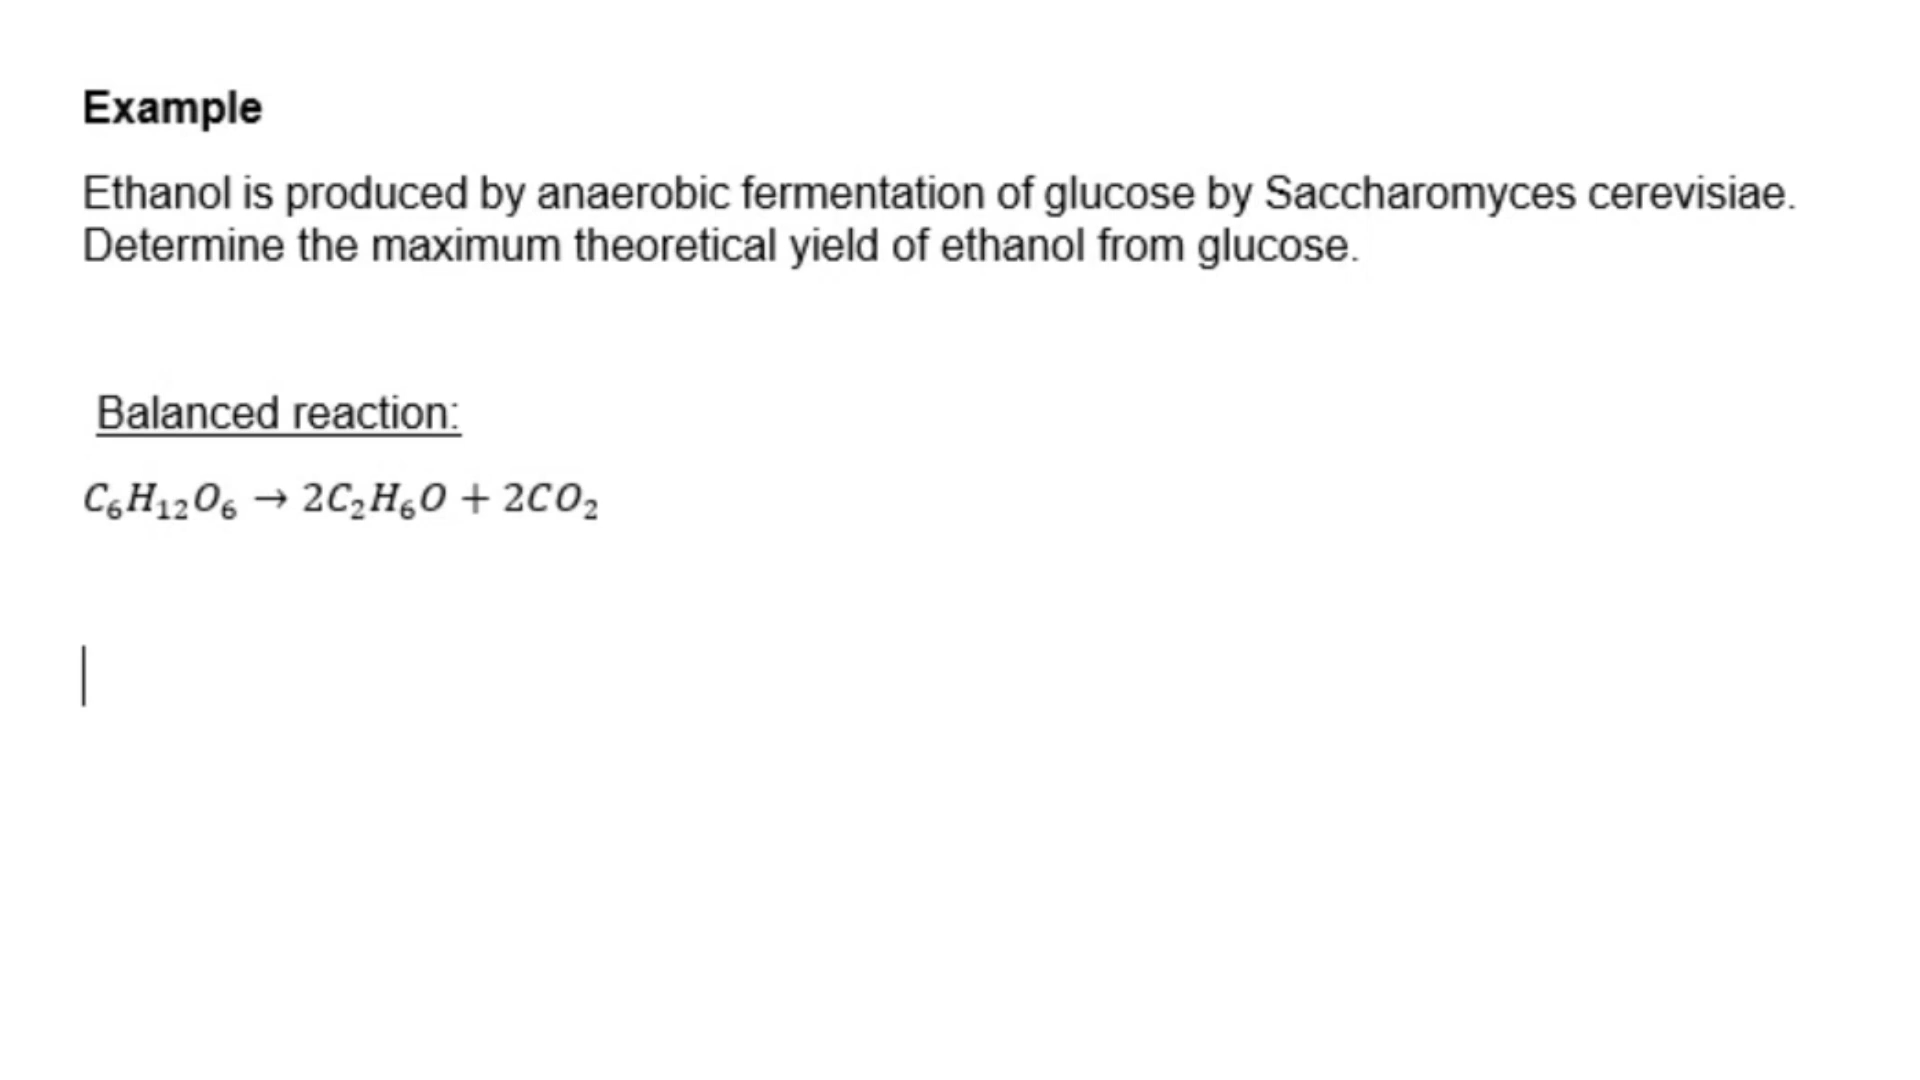 Example
Ethanol is produced by anaerobic fermentation of glucose by Saccharomyces cerevisiae.
Determine the maximum theoretical yield of ethanol from glucose.
Balanced reaction:
C₆H₁₂O₆ → 2C₂H₆O + 2CO₂